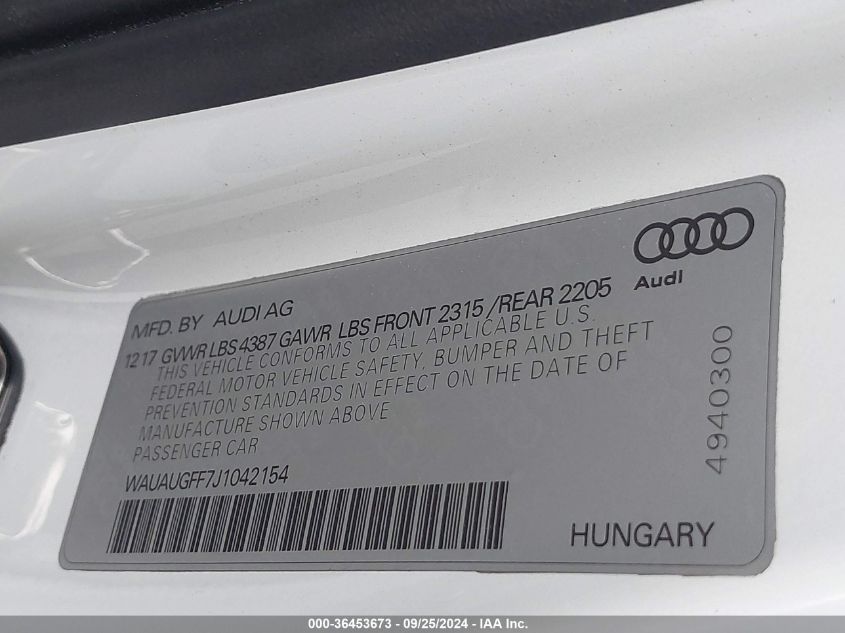 Audi
MFD. BY AUDI AG
12 17 GVWR LBS 4387 GAWR LBS FRONT 2315 / REAR 2205
THIS VEHICLE CONFORMS TO ALL APPLICABLE U.S.
FEDERAL MOTOR VEHICLE SAFETY, BUMPER AND THEFT
PREVENTION STANDARDS IN EFFECT ON THE DATE OF
MANUFACTURE SHOWN ABOVE
PASSENGER CAR
WAUAUGFF7J1042154
4940300
HUNGARY
000-36453673 - 09/25/2024 - IAA Inc.